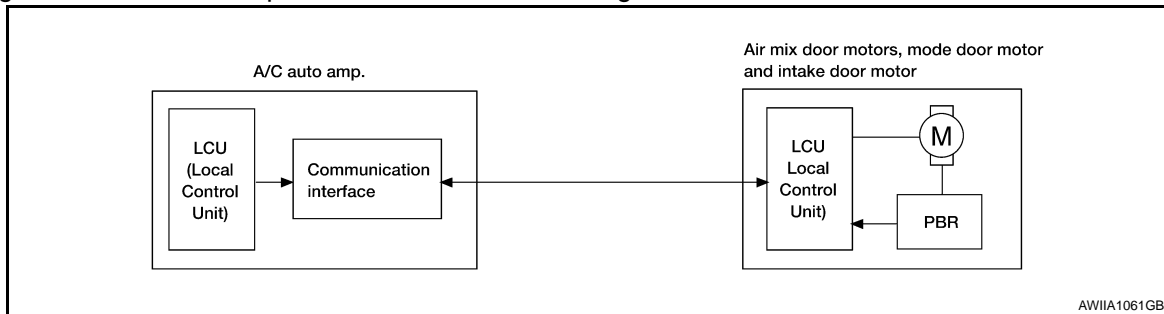 A/C auto amp.
LCU
(Local
Control
Unit)
Communication
interface
Air mix door motors, mode door motor
and intake door motor
LCU
Local
Control
Unit)
M
PBR
AWIIA1061GB